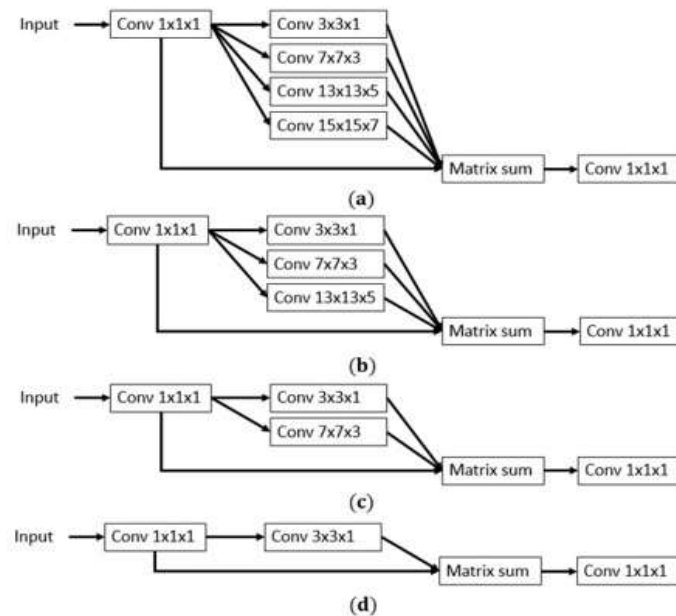 Input Conv 1x1x1 Conv 3x3x1
Conv 7x7x3
Conv 13x13x5
Conv 15x15x7
Matrix sum Conv 1x1x1
(a)
Input Conv 1x1x1 Conv 3x3x1
Conv 7x7x3
Conv 13x13x5
Matrix sum Conv 1x1x1
(b)
Input Conv 1x1x1 Conv 3x3x1
Conv 7x7x3
Matrix sum Conv 1x1x1
(c)
Input Conv 1x1x1 Conv 3x3x1
Matrix sum Conv 1x1x1
(d)